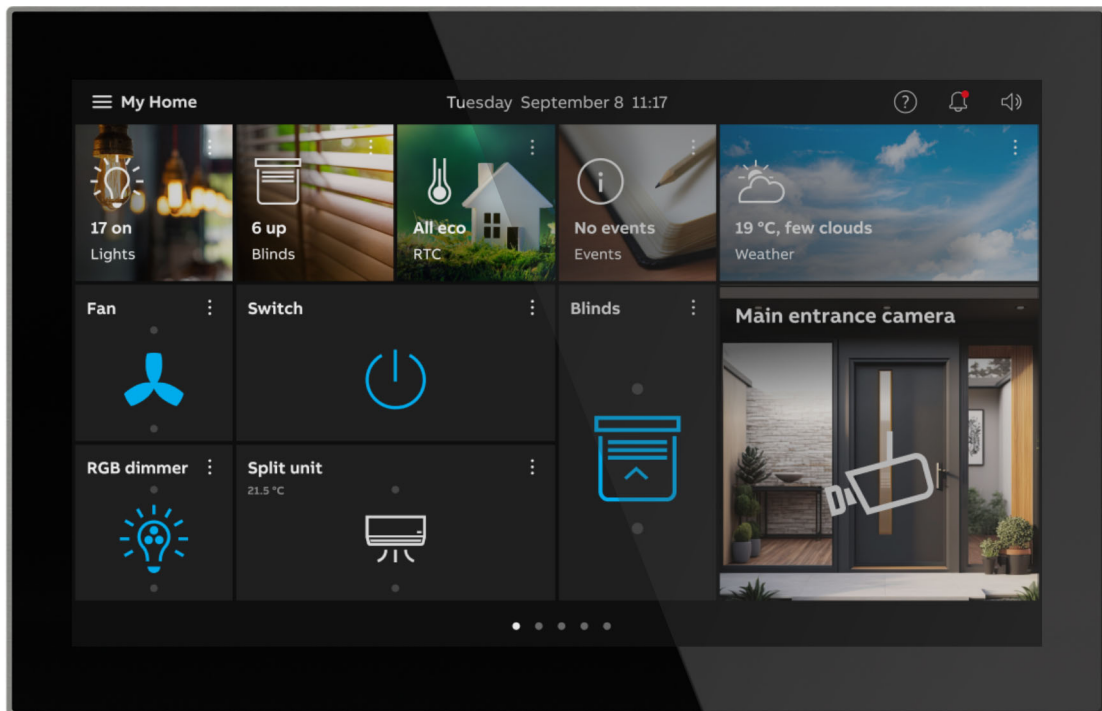 My Home
Tuesday September 8 11:17
17 on
Lights
6 up
Blinds
All eco
RTC
No events
Events
19 °C, few clouds
Weather
Fan
Switch
Blinds
Main entrance camera
RGB dimmer
Split unit
21.5 °C